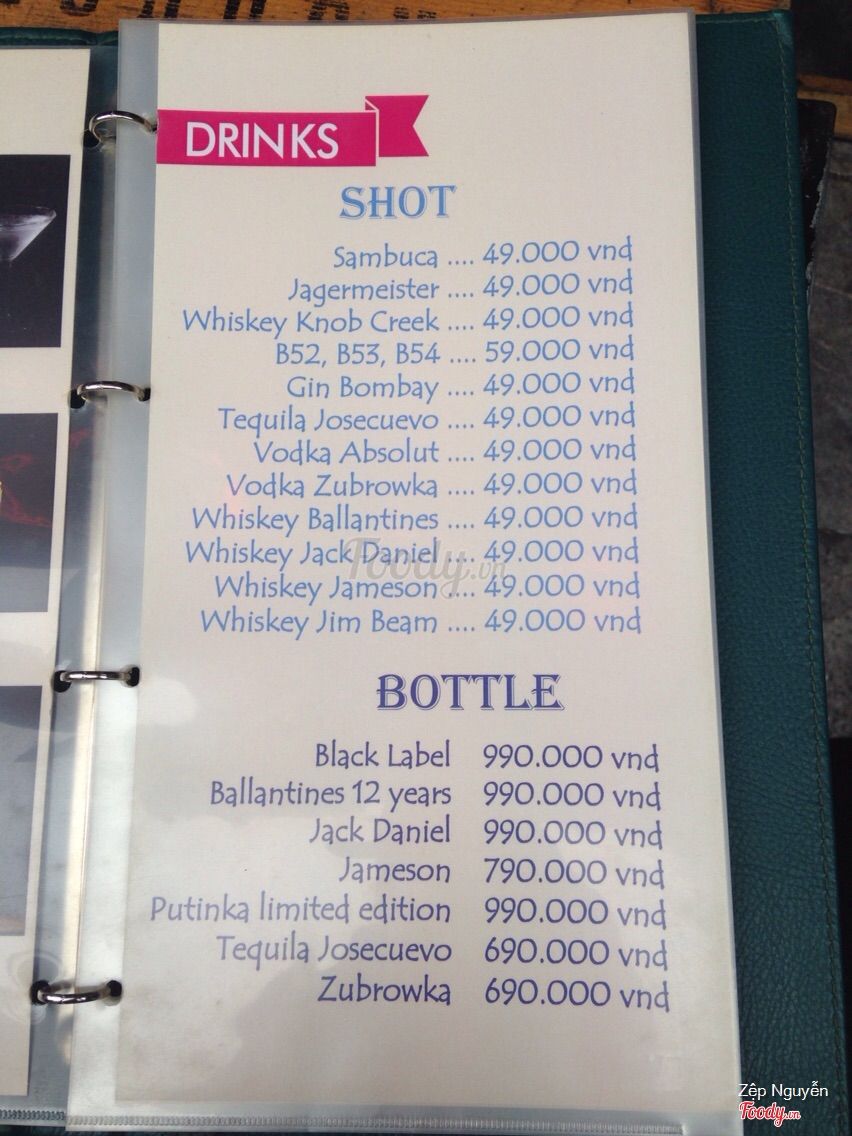 DRINKS
SHOT
Sambuca .... 49.000 vnd
Jagermeister .... 49.000 vnd
Whiskey Knob Creek .... 49.000 vnd
B52, B53, B54 .... 59.000 vnd
Gin Bombay .... 49.000 vnd
Tequila Josecuevo .... 49.000 vnd
Vodka Absolut .... 49.000 vnd
Vodka Zubrowka .... 49.000 vnd
Whiskey Ballantines .... 49.000 vnd
Whiskey Jack Daniel .... 49.000 vnd
Foody.vn
Whiskey Jameson .... 49.000 vnd
Whiskey Jim Beam .... 49.000 vnd
BOTTLE
Black Label 990.000 vnd
Ballantines 12 years 990.000 vnd
Jack Daniel 990.000 vnd
Jameson 790.000 vnd
Putinka limited edition 990.000 vnd
Tequila Josecuevo 690.000 vnd
Zubrowka 690.000 vnd
Zêp Nguyễn
Foody.vn